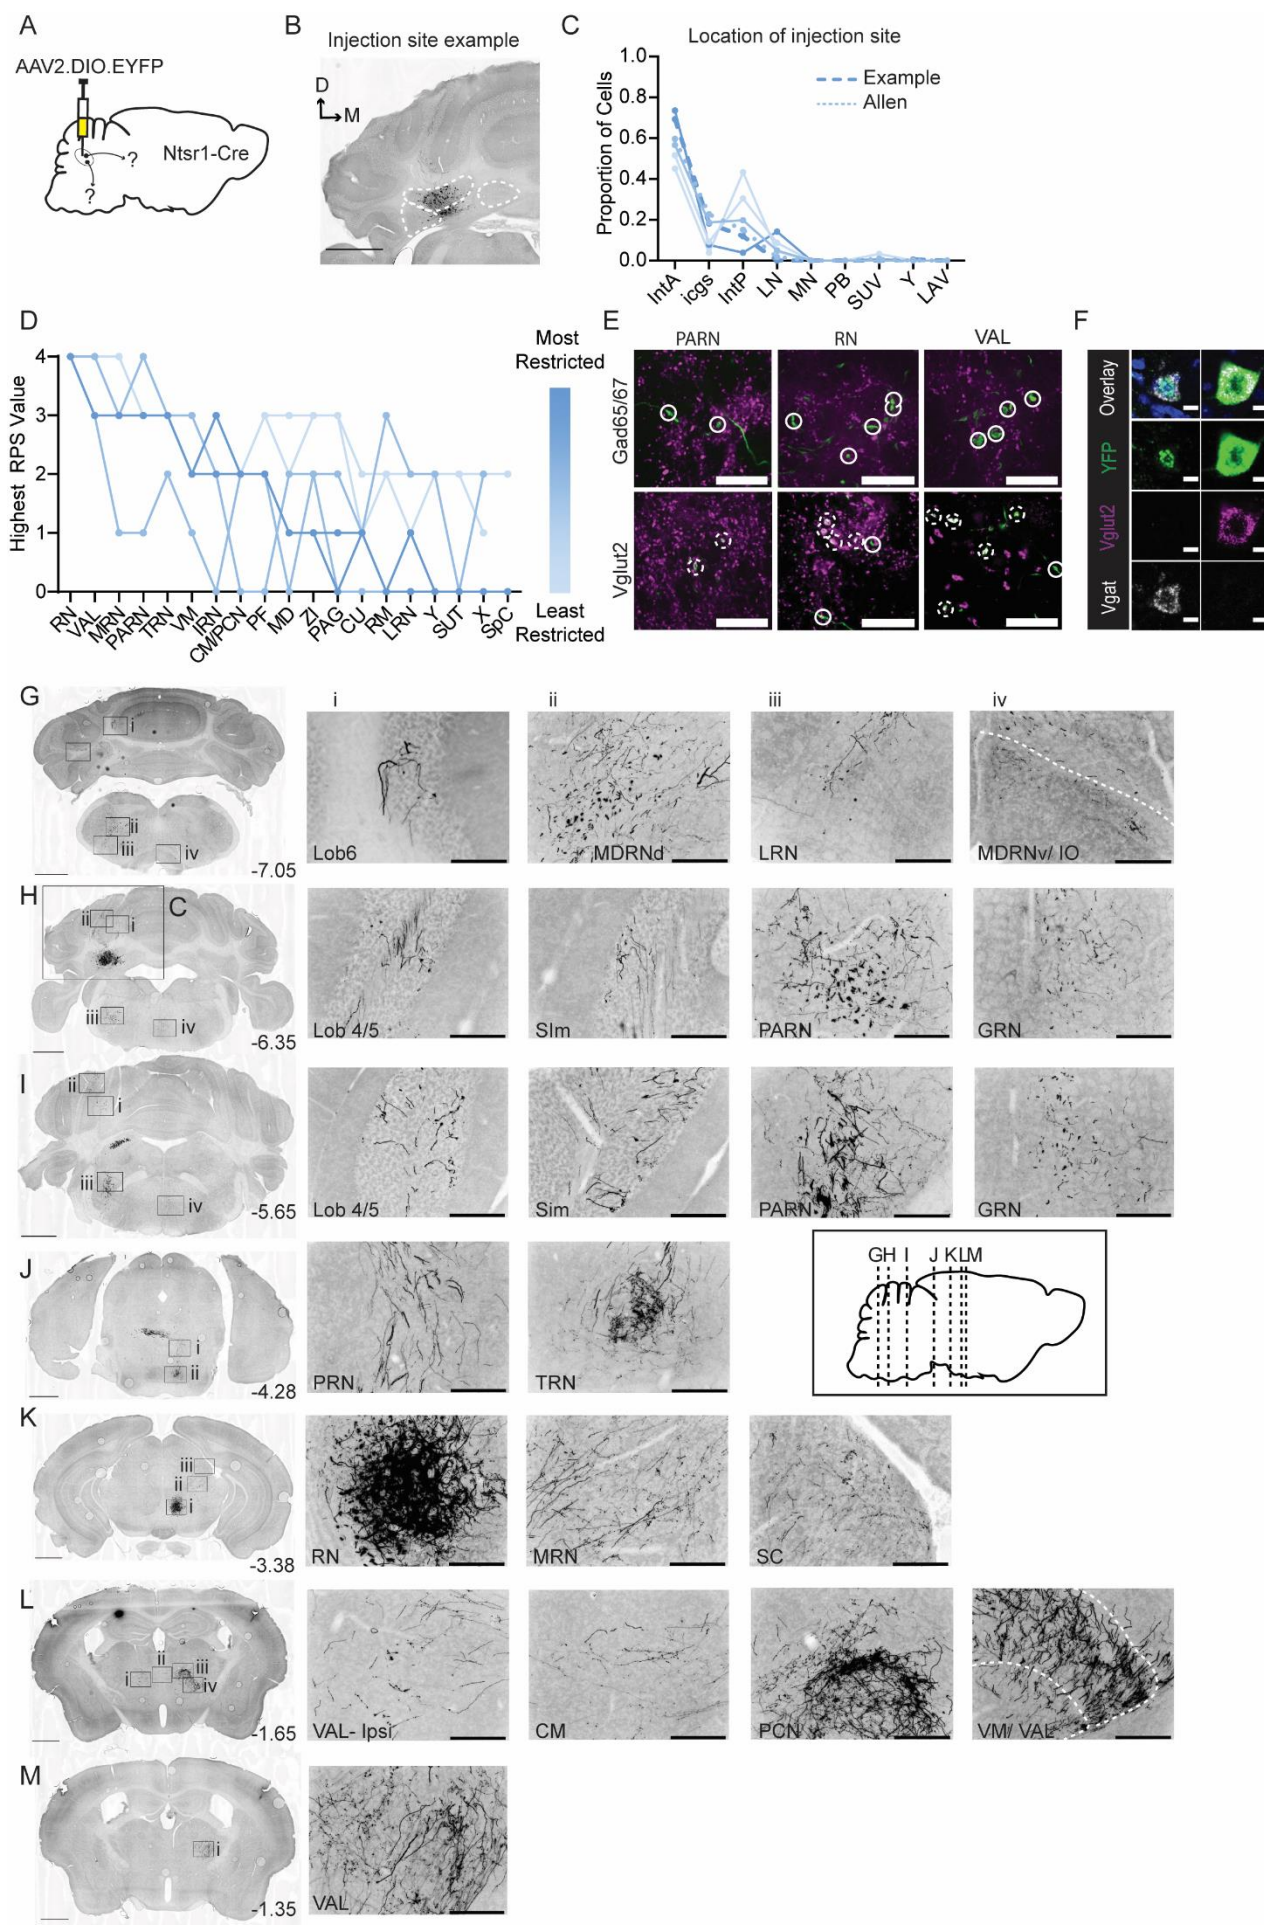 A
AAV2.DIO.EYFP
Ntsr1-Cre
?
?
B
Injection site example
D
M
C
Location of injection site
Proportion of Cells
1.0
0.8
0.6
0.4
0.2
0.0
Example
Allen
IntA
icgs
IntP
LN
MN
PB
SUV
Y
LAV
D
Highest RPS Value
4
3
2
1
0
RN
VAL
MRN
PARN
TRN
VM
IRN
CM/PCN
PF
MD
ZI
PAG
CU
RM
LRN
Y
SUT
X
SpC
Most
Restricted
Least
Restricted
E
PARN
RN
VAL
Gad65/67
Vglut2
F
Overlay
YFP
Vglut2
Vgat
G
i
ii
iii
iv
-7.05
i
ii
iii
iv
Lob6
MDRNd
LRN
MDRNv/ IO
H
C
ii
i
iii
iv
-6.35
Lob 4/5
SIm
PARN
GRN
I
ii
i
iii
iv
-5.65
Lob 4/5
Sim
PARN
GRN
J
i
ii
-4.28
PRN
TRN
GH I J KLM
K
iii
ii
i
-3.38
RN
MRN
SC
L
ii
iii
i
iv
-1.65
VAL- Ipsi
CM
PCN
VM/ VAL
M
i
-1.35
VAL